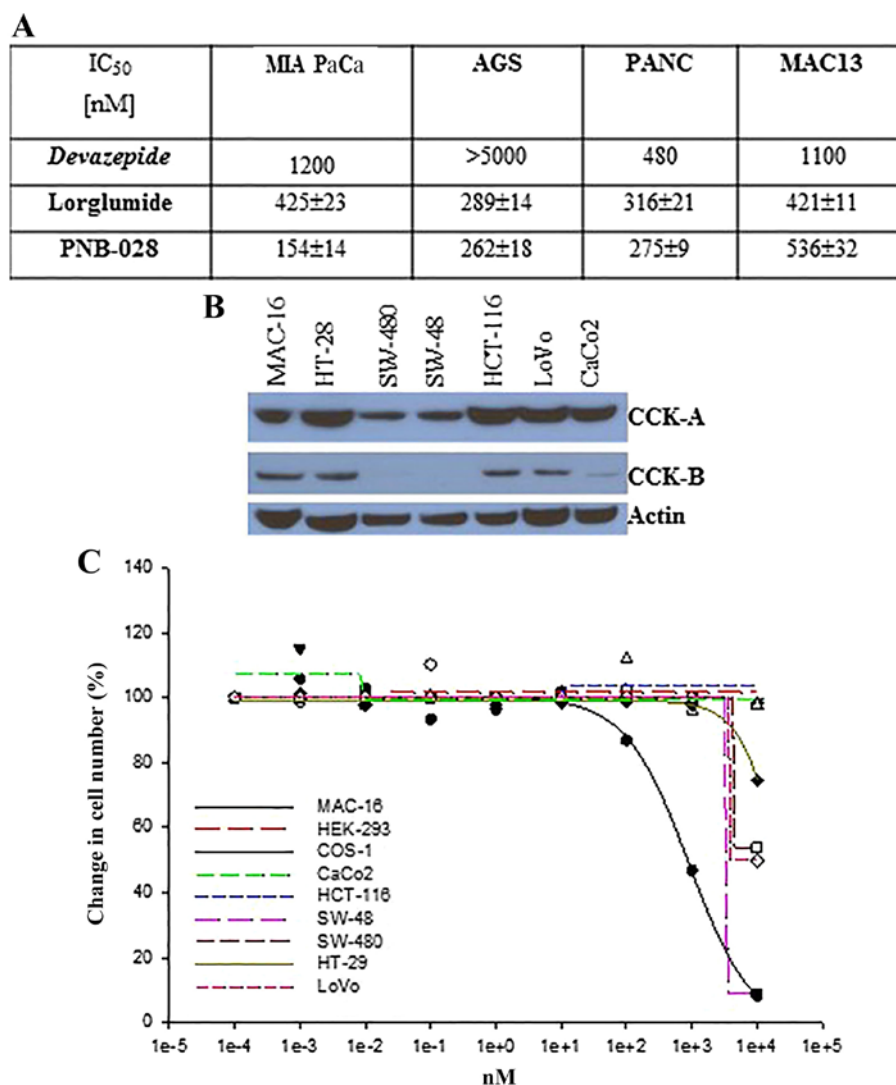 A
IC50 [nM] MIA PaCa AGS PANC MAC13
Devazepide 1200 >5000 480 1100
Lorglumide 425±23 289±14 316±21 421±11
PNB-028 154±14 262±18 275±9 536±32
B
MAC-16 HT-28 SW-480 SW-48 HCT-116 LoVo CaCo2
CCK-A
CCK-B
Actin
C
Change in cell number (%)
140
120
100
80
60
40
20
0
MAC-16
HEK-293
COS-1
CaCo2
HCT-116
SW-48
SW-480
HT-29
LoVo
1e-5 1e-4 1e-3 1e-2 1e-1 1e+0 1e+1 1e+2 1e+3 1e+4 1e+5
nM